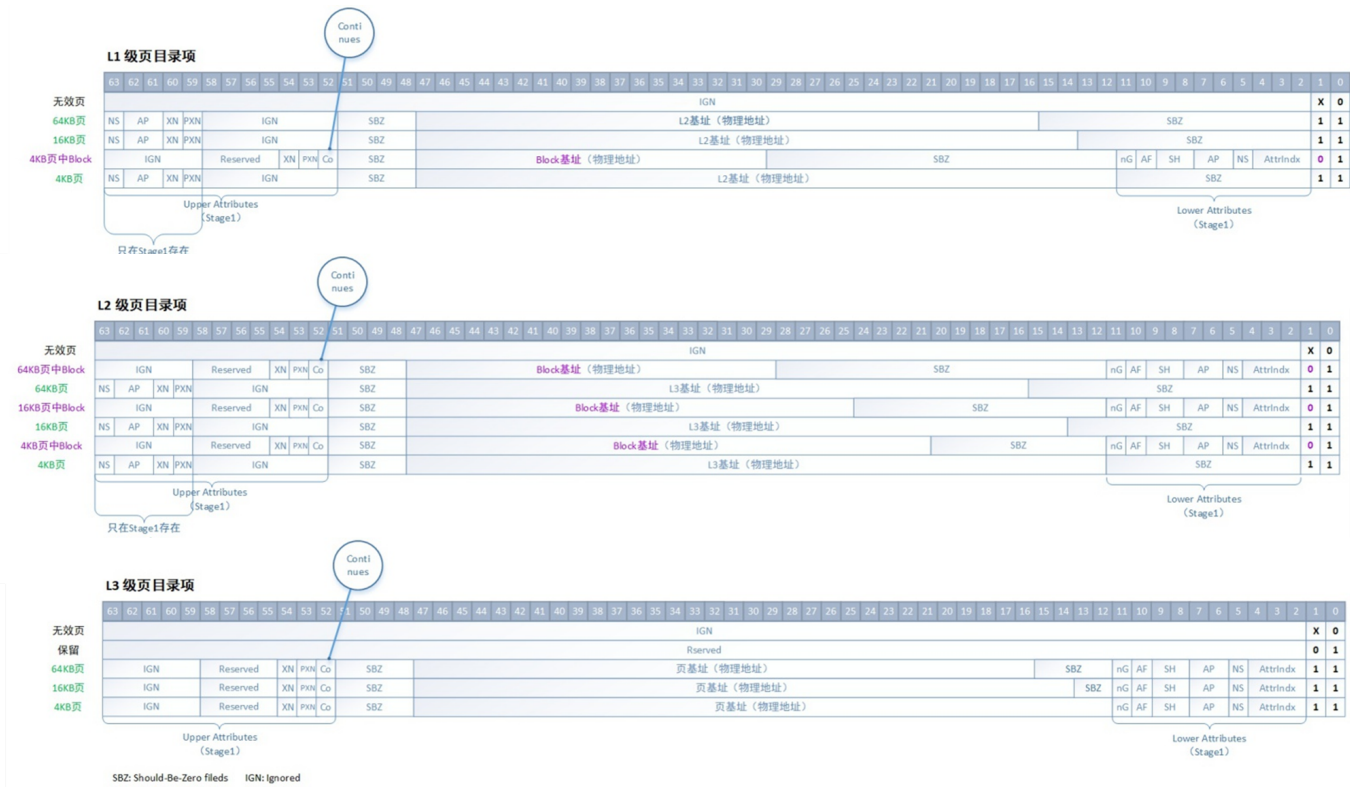 Conti
nues
L1 级页目录项
63 62 61 60 59 58 57 56 55 54 53 52 51 50 49 48 47 46 45 44 43 42 41 40 39 38 37 36 35 34 33 32 31 30 29 28 27 26 25 24 23 22 21 20 19 18 17 16 15 14 13 12 11 10 9 8 7 6 5 4 3 2 1 0
无效页 IGN X 0
64KB页 NS AP XN PXN IGN SBZ L2基址（物理地址） SBZ 1 1
16KB页 NS AP XN PXN IGN SBZ L2基址（物理地址） SBZ 1 1
4KB页中Block IGN Reserved XN PXN Co SBZ Block基址（物理地址） SBZ nG AF SH AP NS AttrIndx 0 1
4KB页 NS AP XN PXN IGN SBZ L2基址（物理地址） SBZ 1 1
Upper Attributes
（Stage1）
Lower Attributes
（Stage1）
只在Stage1存在
Conti
nues
L2 级页目录项
63 62 61 60 59 58 57 56 55 54 53 52 51 50 49 48 47 46 45 44 43 42 41 40 39 38 37 36 35 34 33 32 31 30 29 28 27 26 25 24 23 22 21 20 19 18 17 16 15 14 13 12 11 10 9 8 7 6 5 4 3 2 1 0
无效页 IGN X 0
64KB页中Block IGN Reserved XN PXN Co SBZ Block基址（物理地址） SBZ nG AF SH AP NS AttrIndx 0 1
64KB页 NS AP XN PXN IGN SBZ L3基址（物理地址） SBZ 1 1
16KB页中Block IGN Reserved XN PXN Co SBZ Block基址（物理地址） SBZ nG AF SH AP NS AttrIndx 0 1
16KB页 NS AP XN PXN IGN SBZ L3基址（物理地址） SBZ 1 1
4KB页中Block IGN Reserved XN PXN Co SBZ Block基址（物理地址） SBZ nG AF SH AP NS AttrIndx 0 1
4KB页 NS AP XN PXN IGN SBZ L3基址（物理地址） SBZ 1 1
Upper Attributes
（Stage1）
Lower Attributes
（Stage1）
只在Stage1存在
Conti
nues
L3 级页目录项
63 62 61 60 59 58 57 56 55 54 53 52 51 50 49 48 47 46 45 44 43 42 41 40 39 38 37 36 35 34 33 32 31 30 29 28 27 26 25 24 23 22 21 20 19 18 17 16 15 14 13 12 11 10 9 8 7 6 5 4 3 2 1 0
无效页 IGN X 0
保留 Rserved 0 1
64KB页 IGN Reserved XN PXN Co SBZ 页基址（物理地址） SBZ nG AF SH AP NS AttrIndx 1 1
16KB页 IGN Reserved XN PXN Co SBZ 页基址（物理地址） SBZ nG AF SH AP NS AttrIndx 1 1
4KB页 IGN Reserved XN PXN Co SBZ 页基址（物理地址） nG AF SH AP NS AttrIndx 1 1
Upper Attributes
（Stage1）
Lower Attributes
（Stage1）
SBZ: Should-Be-Zero fileds IGN: Ignored